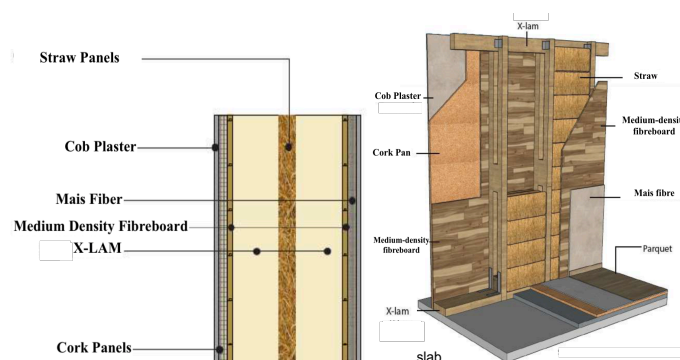 Straw Panels
Cob Plaster
Mais Fiber
Medium Density Fibreboard
X-LAM
Cork Panels
X-lam
Straw
Cob Plaster
Medium-densit
fibreboard
Cork Pan
Mais fibre
Medium-density
fibreboard
Parquet
X-lam
slab